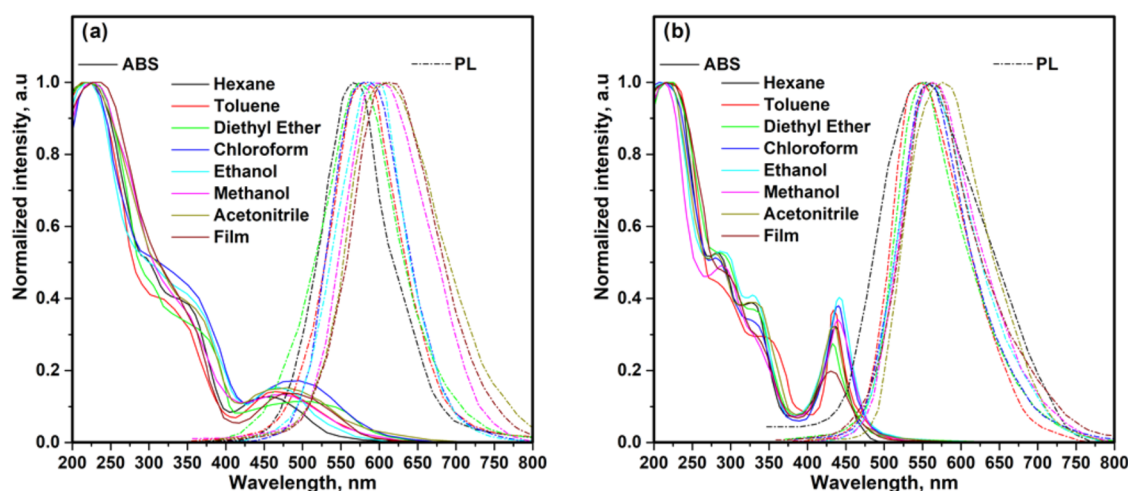 (a)
ABS
PL
Hexane
Toluene
Diethyl Ether
Chloroform
Ethanol
Methanol
Acetonitrile
Film
Normalized intensity, a.u
1.0
0.8
0.6
0.4
0.2
0.0
200 250 300 350 400 450 500 550 600 650 700 750 800
Wavelength, nm
(b)
ABS
PL
Hexane
Toluene
Diethyl Ether
Chloroform
Ethanol
Methanol
Acetonitrile
Film
Normalized intensity, a.u
1.0
0.8
0.6
0.4
0.2
0.0
200 250 300 350 400 450 500 550 600 650 700 750 800
Wavelength, nm